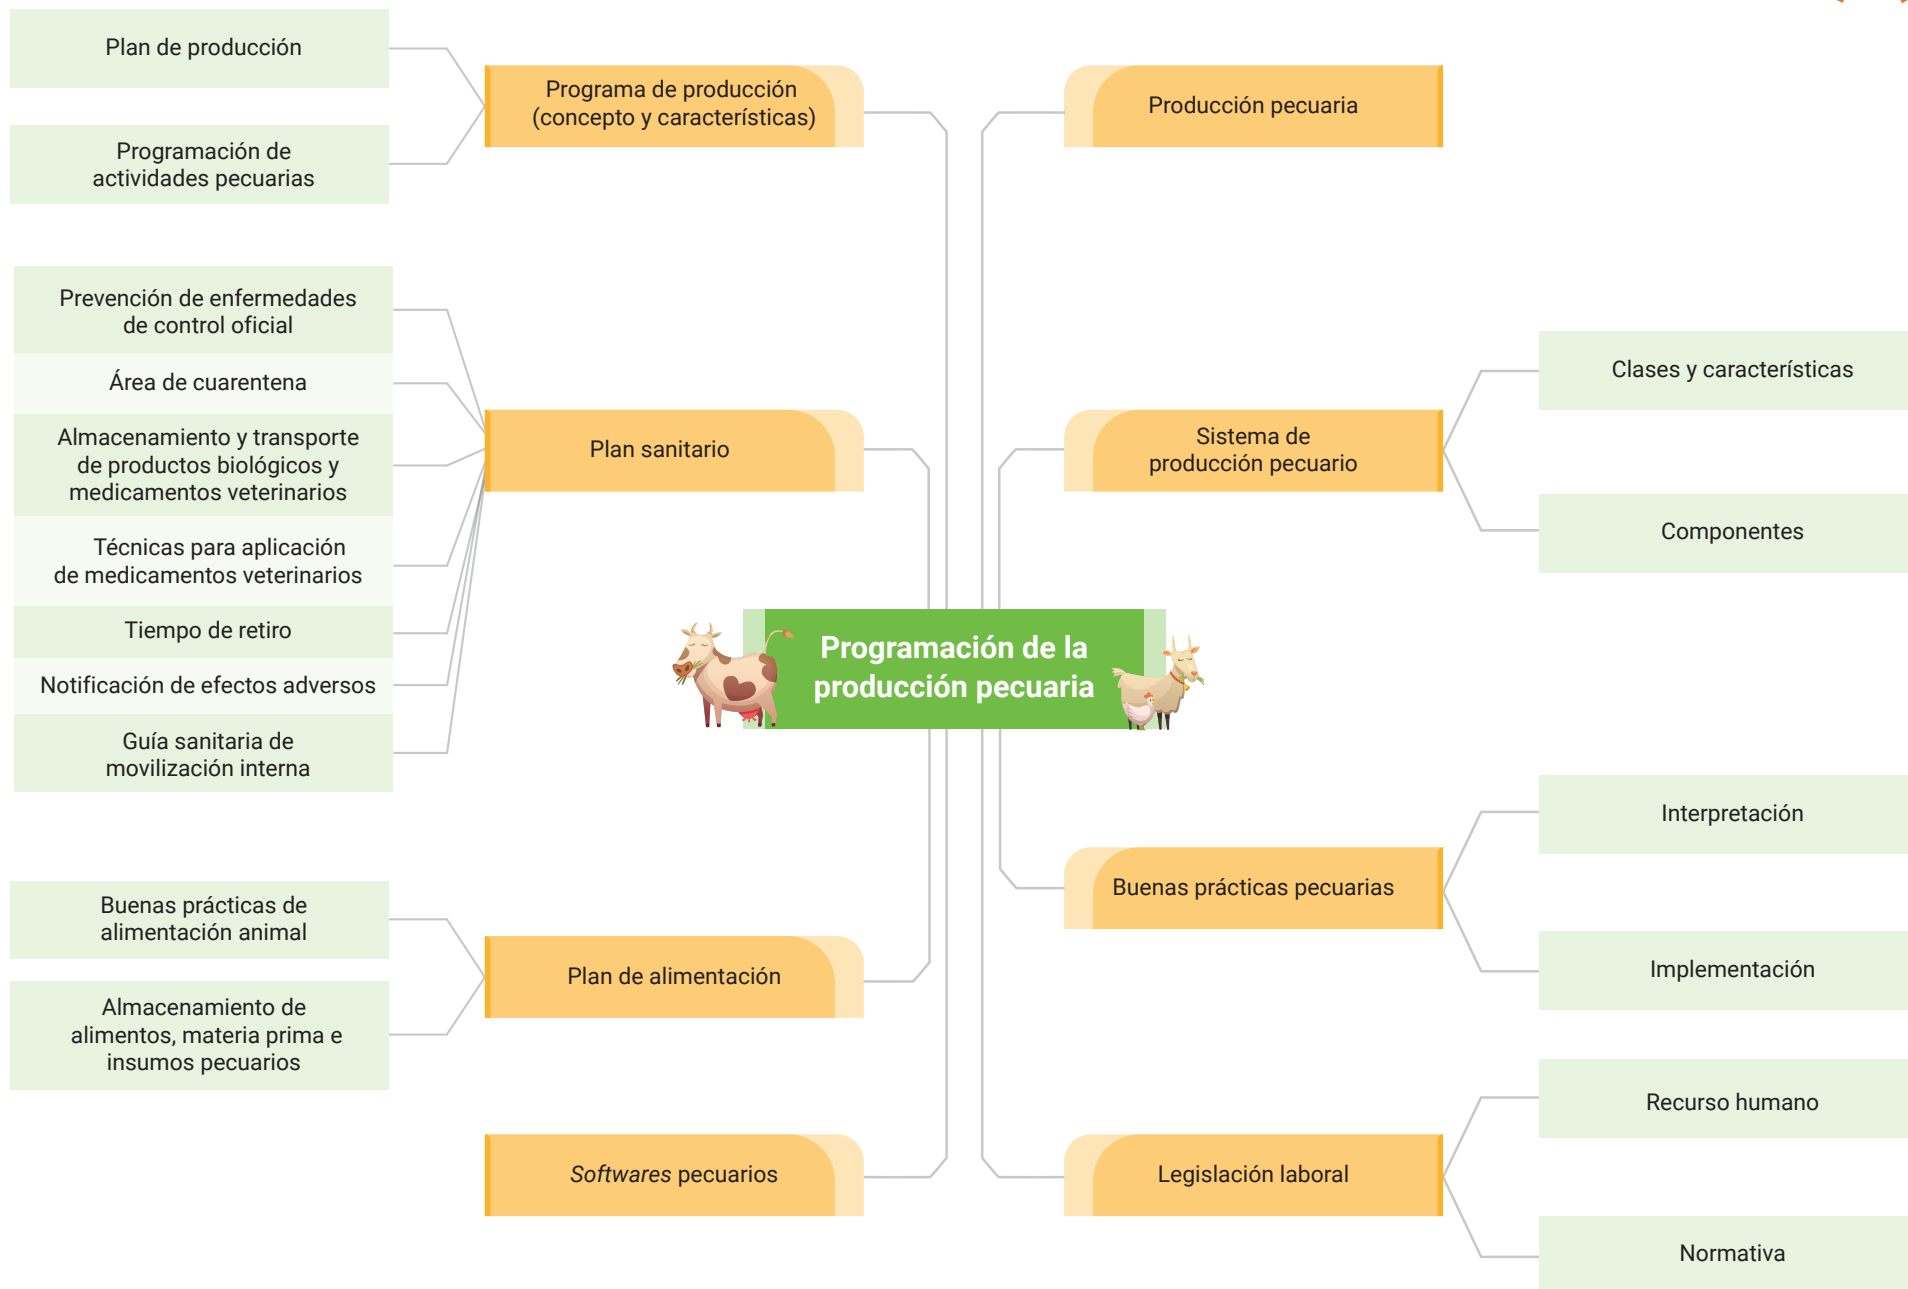 Plan de producción
Programación de
actividades pecuarias
Programa de producción
(concepto y características)
Prevención de enfermedades
de control oficial
Área de cuarentena
Almacenamiento y transporte
de productos biológicos y
medicamentos veterinarios
Técnicas para aplicación
de medicamentos veterinarios
Tiempo de retiro
Notificación de efectos adversos
Guía sanitaria de
movilización interna
Plan sanitario
Buenas prácticas de
alimentación animal
Almacenamiento de
alimentos, materia prima e
insumos pecuarios
Plan de alimentación
Softwares pecuarios
Programación de la
producción pecuaria
Producción pecuaria
Sistema de
producción pecuario
Clases y características
Componentes
Buenas prácticas pecuarias
Interpretación
Implementación
Legislación laboral
Recurso humano
Normativa